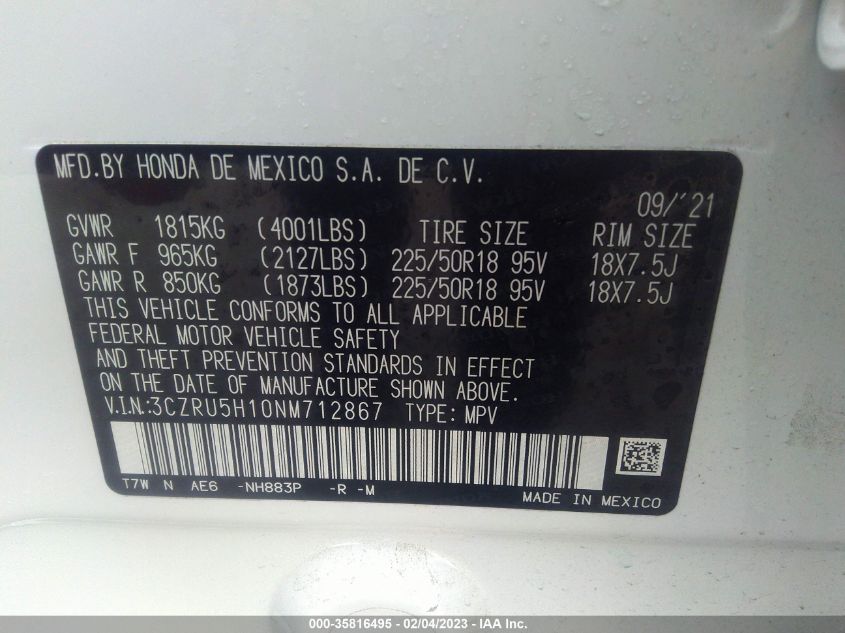 MFD.BY HONDA DE MEXICO S.A. DE C.V.
09/'21
GVWR 1815KG (4001LBS) TIRE SIZE RIM SIZE
GAWR F 965KG (2127LBS) 225/50R18 95V 18X7.5J
GAWR R 850KG (1873LBS) 225/50R18 95V 18X7.5J
THIS VEHICLE CONFORMS TO ALL APPLICABLE
FEDERAL MOTOR VEHICLE SAFETY
AND THEFT PREVENTION STANDARDS IN EFFECT
ON THE DATE OF MANUFACTURE SHOWN ABOVE.
V.I.N.:3CZRU5H10NM712867 TYPE: MPV
T7W N AE6 -NH883P -R -M
MADE IN MEXICO
000-35816495 - 02/04/2023 - IAA Inc.